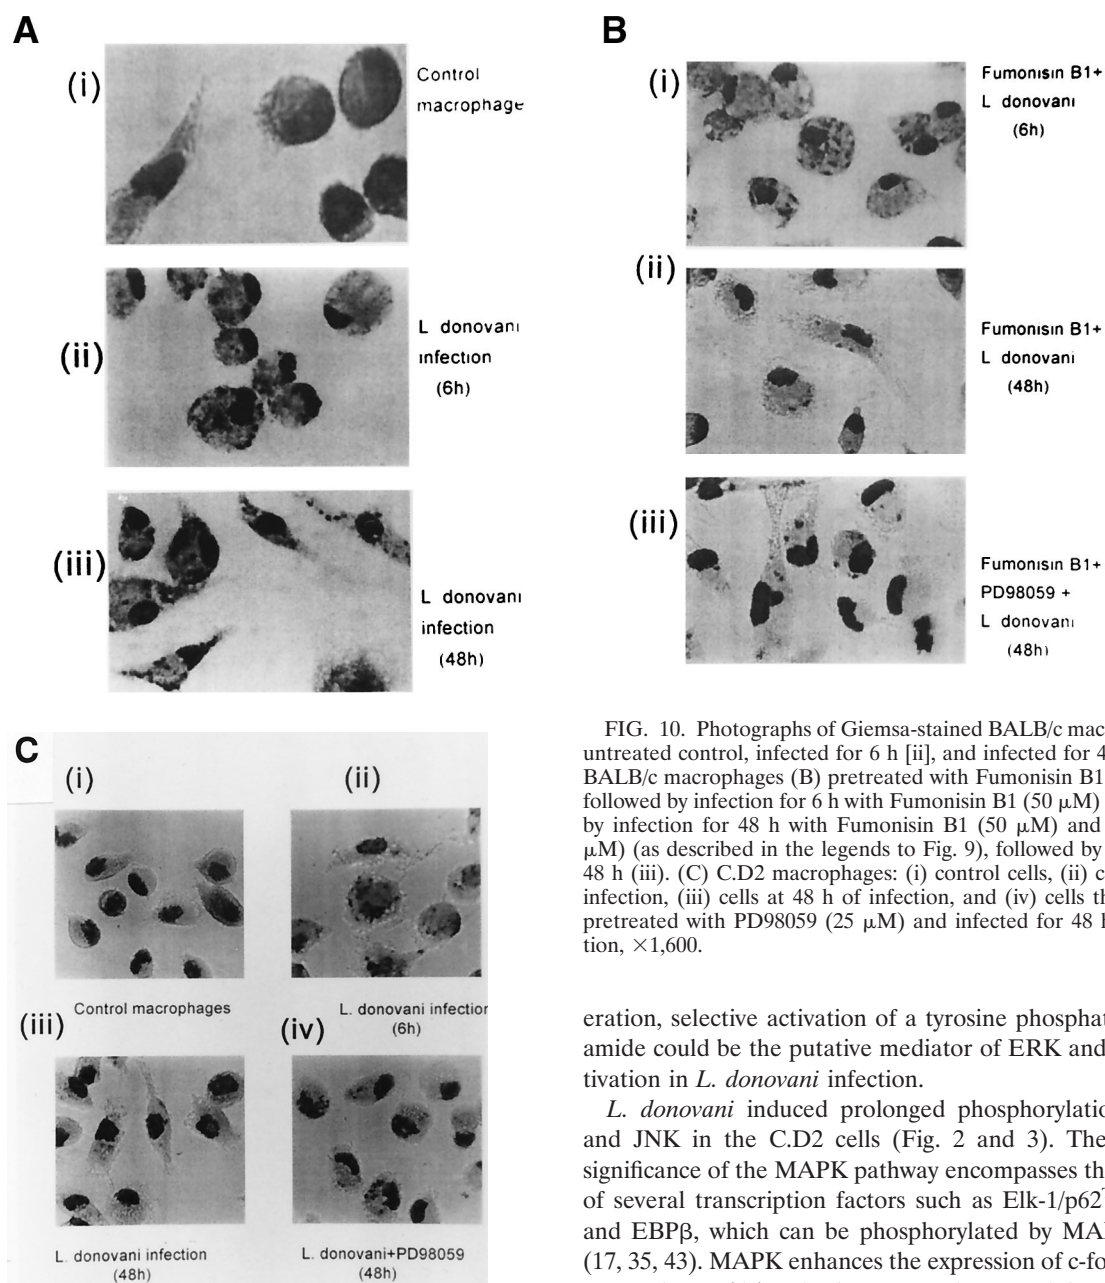 A
(i)
Control
macrophage
(ii)
L donovani
infection
(6h)
(iii)
L donovani
infection
(48h)
B
(i)
Fumonisin B1+
L donovani
(6h)
(ii)
Fumonisin B1+
L donovani
(48h)
(iii)
Fumonisin B1+
PD98059 +
L donovani
(48h)
C
(i)
(ii)
Control macrophages
L. donovani infection
(6h)
(iii)
(iv)
L. donovani infection
(48h)
L. donovani+PD98059
(48h)
FIG. 10. Photographs of Giemsa-stained BALB/c mac
untreated control, infected for 6 h [ii], and infected for 4
BALB/c macrophages (B) pretreated with Fumonisin B1
followed by infection for 6 h with Fumonisin B1 (50 μM)
by infection for 48 h with Fumonisin B1 (50 μM) and
μM) (as described in the legends to Fig. 9), followed by
48 h (iii). (C) C.D2 macrophages: (i) control cells, (ii) c
infection, (iii) cells at 48 h of infection, and (iv) cells th
pretreated with PD98059 (25 μM) and infected for 48 h
tion, ×1,600.
eration, selective activation of a tyrosine phosphat
amide could be the putative mediator of ERK and
tivation in L. donovani infection.
L. donovani induced prolonged phosphorylatio
and JNK in the C.D2 cells (Fig. 2 and 3). The
significance of the MAPK pathway encompasses th
of several transcription factors such as Elk-1/p62
and EBPβ, which can be phosphorylated by MA
(17, 35, 43). MAPK enhances the expression of c-fo